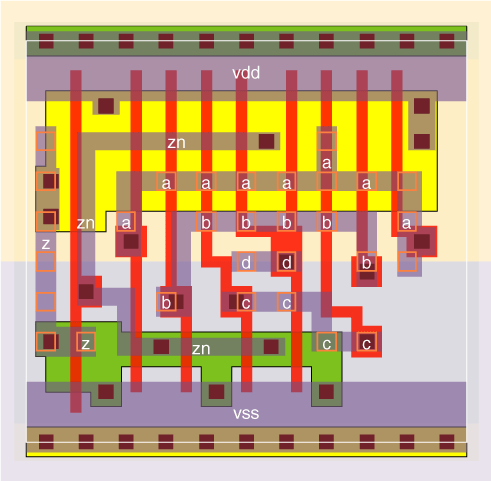 vdd
zn
a
a a a a a a
zn a b b b b a
z
d d b
b c c
z zn c c
vss